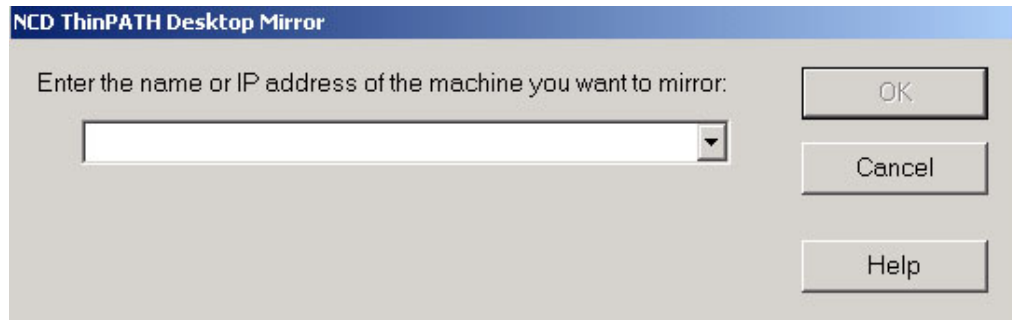 NCD ThinPATH Desktop Mirror
Enter the name or IP address of the machine you want to mirror:
OK
Cancel
Help